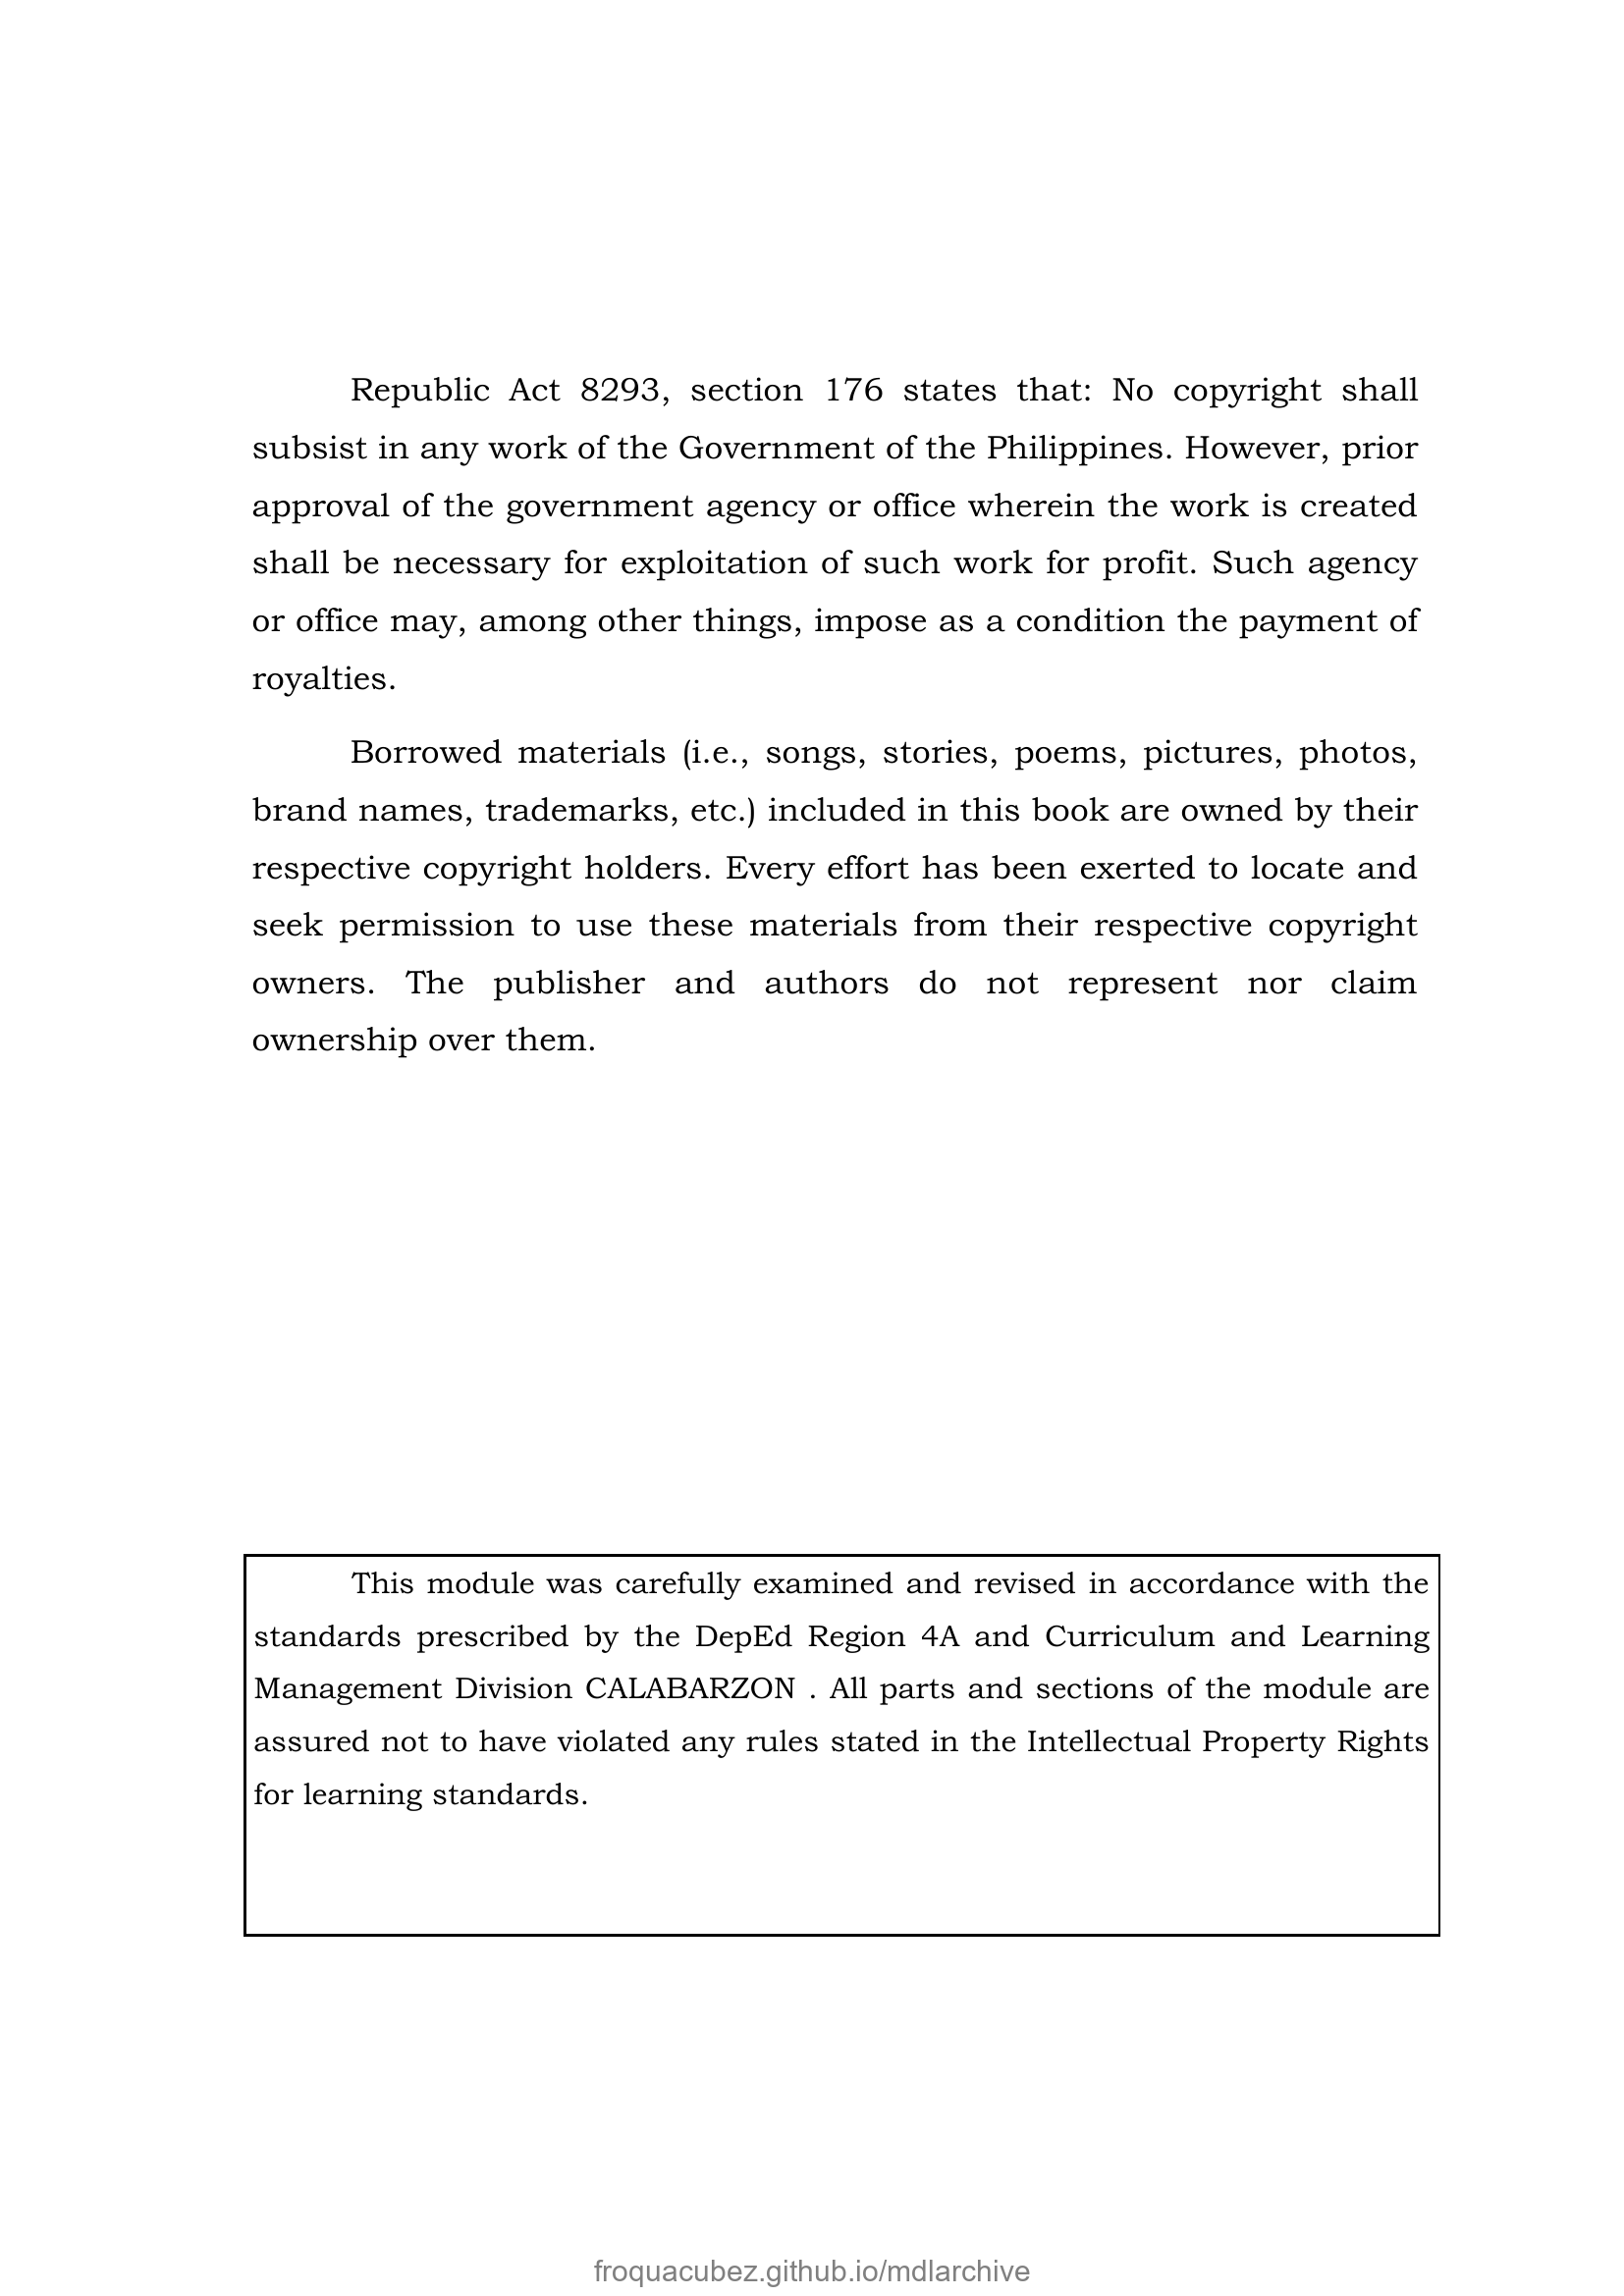 Republic Act 8293, section 176 states that: No copyright shall
subsist in any work of the Government of the Philippines. However, prior
approval of the government agency or office wherein the work is created
shall be necessary for exploitation of such work for profit. Such agency
or office may, among other things, impose as a condition the payment of
royalties.
Borrowed materials (i.e., songs, stories, poems, pictures, photos,
brand names, trademarks, etc.) included in this book are owned by their
respective copyright holders. Every effort has been exerted to locate and
seek permission to use these materials from their respective copyright
owners. The publisher and authors do not represent nor claim
ownership over them.
This module was carefully examined and revised in accordance with the
standards prescribed by the DepEd Region 4A and Curriculum and Learning
Management Division CALABARZON . All parts and sections of the module are
assured not to have violated any rules stated in the Intellectual Property Rights
for learning standards.
froquacubez.github.io/mdlarchive